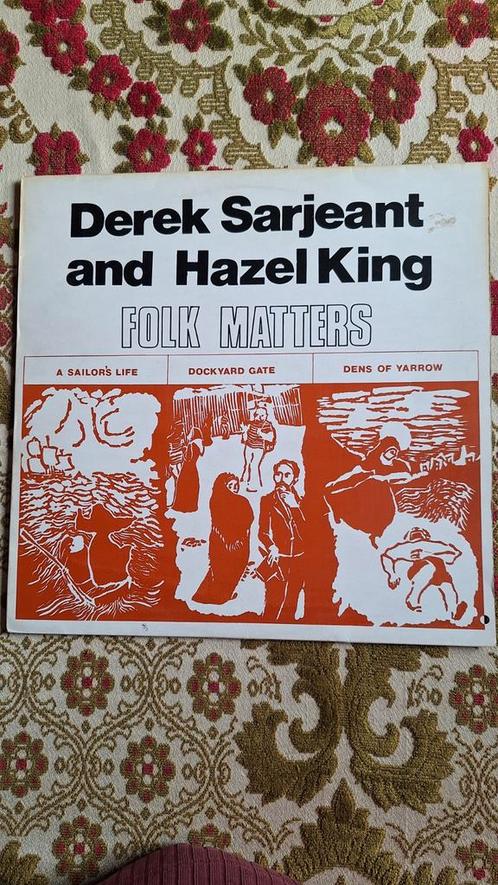 Derek Sarjeant
and Hazel King
FOLK MATTERS
A SAILOR'S LIFE
DOCKYARD GATE
DENS OF YARROW